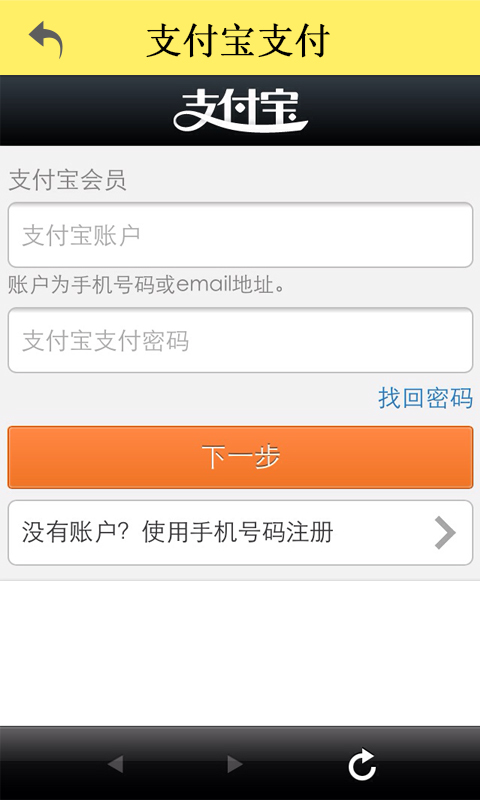 支付宝支付
支付宝
支付宝会员
支付宝账户
账户为手机号码或email地址。
支付宝支付密码
找回密码
下一步
没有账户？使用手机号码注册